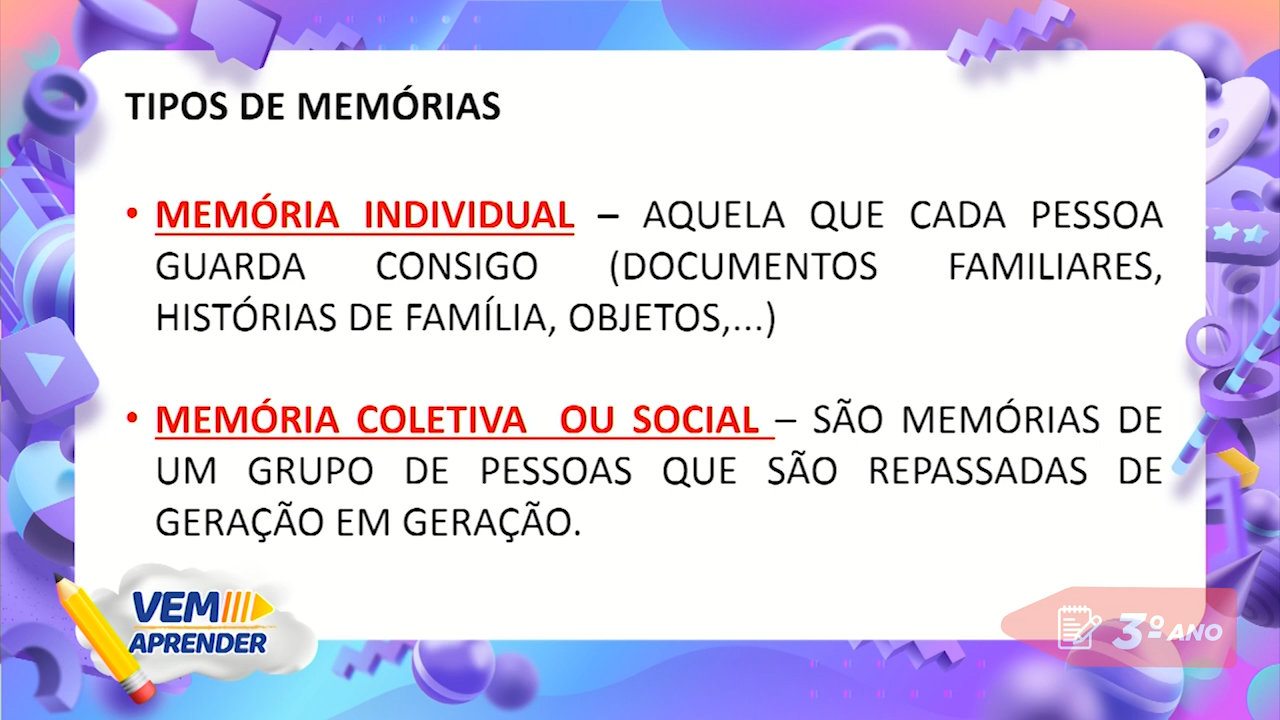 TIPOS DE MEMÓRIAS
• MEMÓRIA INDIVIDUAL – AQUELA QUE CADA PESSOA
GUARDA CONSIGO (DOCUMENTOS FAMILIARES,
HISTÓRIAS DE FAMÍLIA, OBJETOS,...)
• MEMÓRIA COLETIVA OU SOCIAL – SÃO MEMÓRIAS DE
UM GRUPO DE PESSOAS QUE SÃO REPASSADAS DE
GERAÇÃO EM GERAÇÃO.
VEM
APRENDER
3º ANO